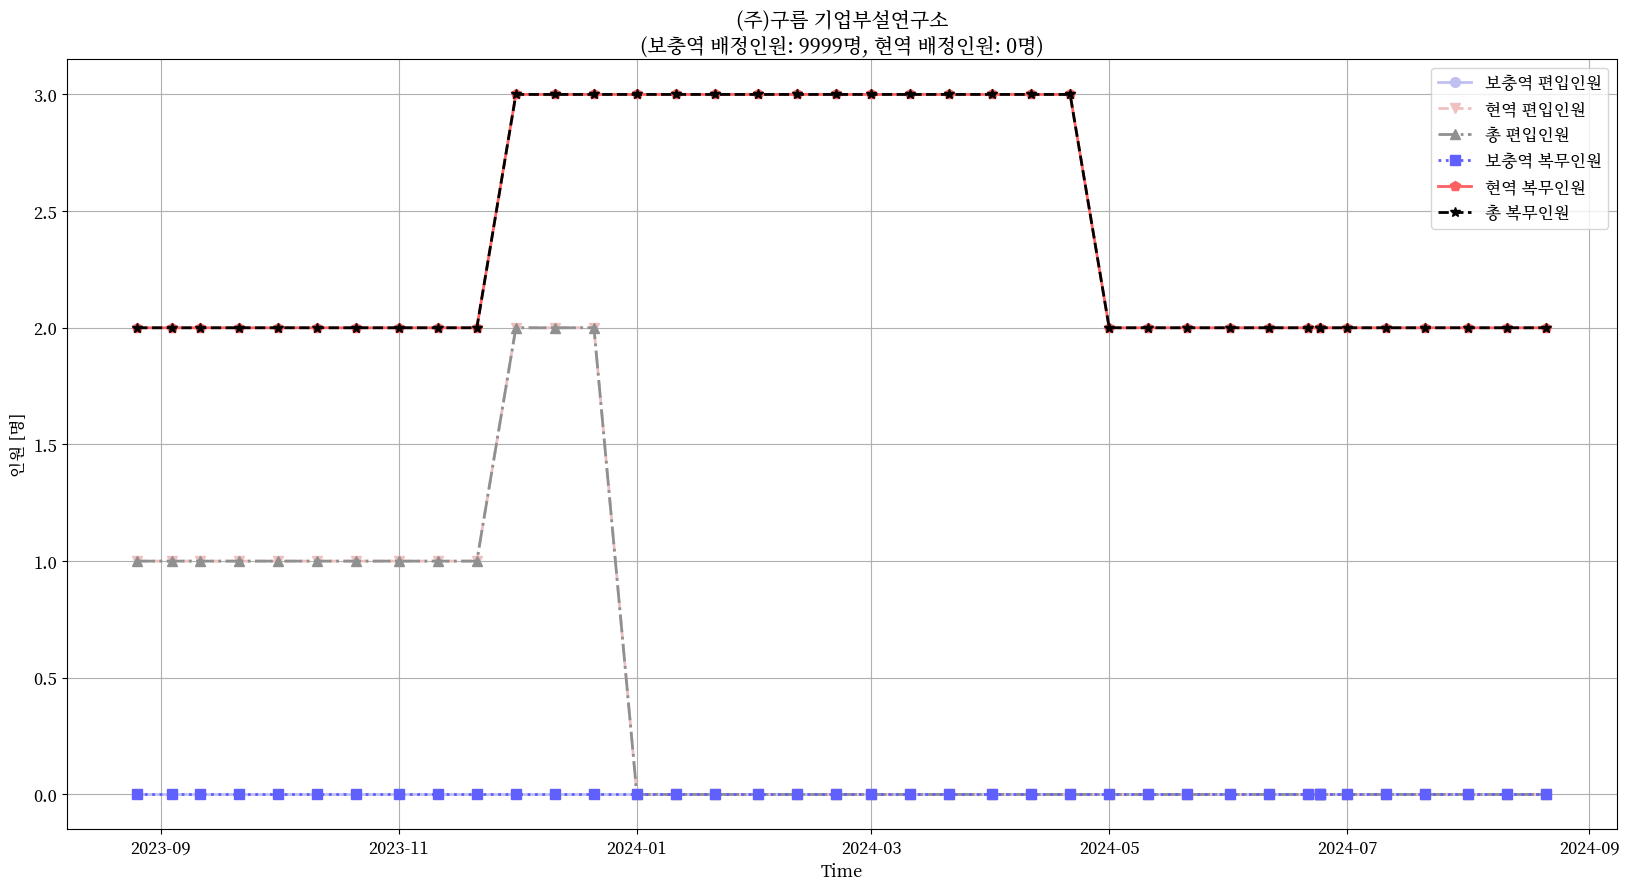 (주)구름 기업부설연구소
(보충역 배정인원: 9999명, 현역 배정인원: 0명)
보충역 편입인원
현역 편입인원
총 편입인원
보충역 복무인원
현역 복무인원
총 복무인원
인원 [명]
3.0
2.5
2.0
1.5
1.0
0.5
0.0
2023-09
2023-11
2024-01
2024-03
2024-05
2024-07
2024-09
Time